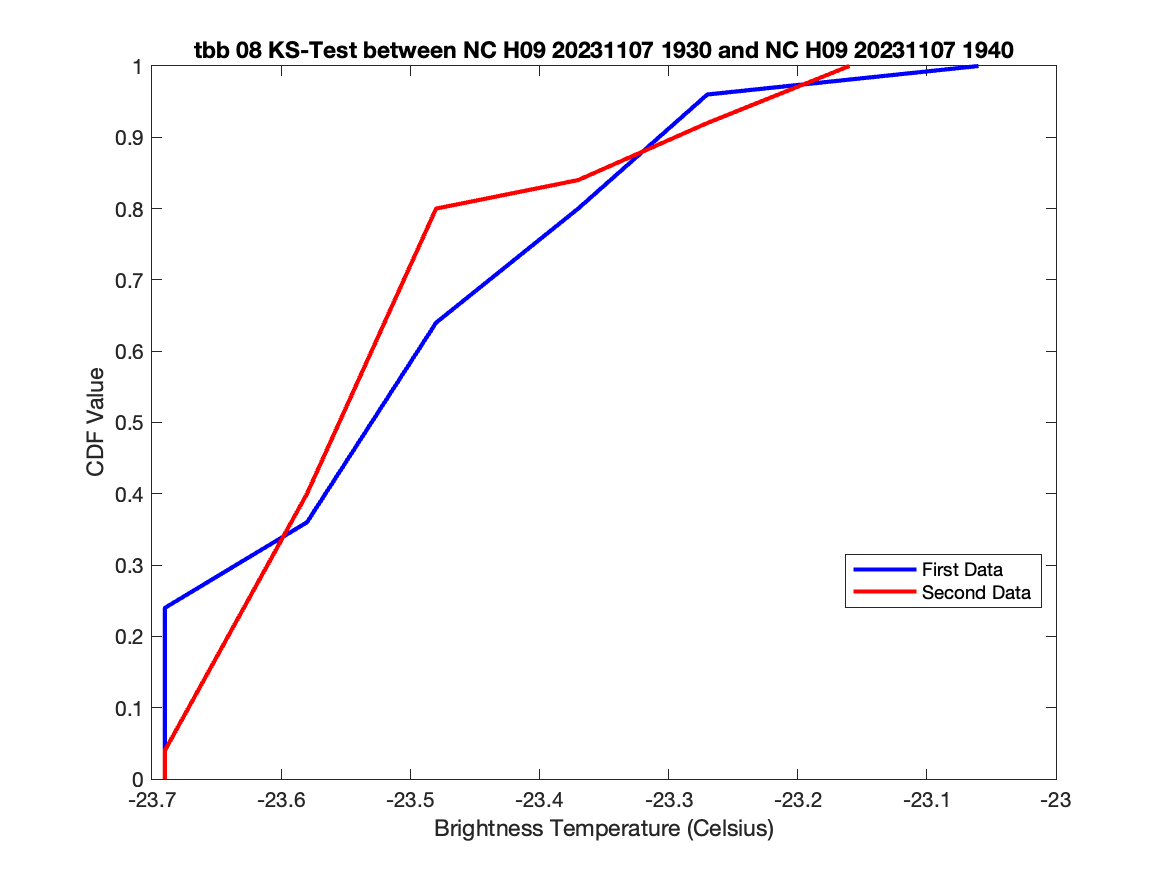 tbb 08 KS-Test between NC H09 20231107 1930 and NC H09 20231107 1940
1
0.9
0.8
0.7
0.6
0.5
0.4
0.3
0.2
0.1
0
CDF Value
First Data
Second Data
-23.7 -23.6 -23.5 -23.4 -23.3 -23.2 -23.1 -23
Brightness Temperature (Celsius)